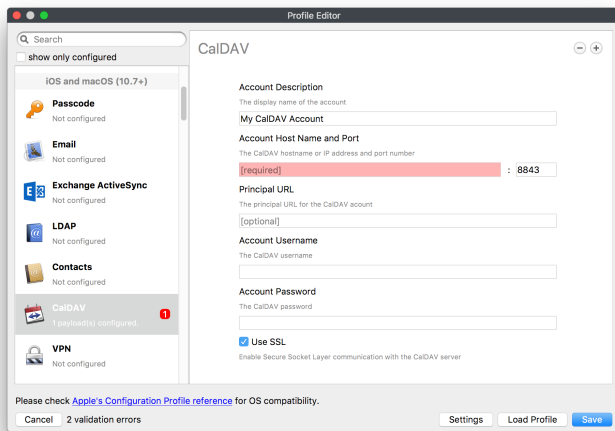 Profile Editor
Search
show only configured
iOS and macOS (10.7+)
Passcode
Not configured
Email
Not configured
Exchange ActiveSync
Not configured
LDAP
Not configured
Contacts
Not configured
CalDAV
1 payload(s) configured.
1
VPN
Not configured
CalDAV
Account Description
The display name of the account
My CalDAV Account
Account Host Name and Port
The CalDAV hostname or IP address and port number
[required] : 8843
Principal URL
The principal URL for the CalDAV acount
[optional]
Account Username
The CalDAV username
Account Password
The CalDAV password
Use SSL
Enable Secure Socket Layer communication with the CalDAV server
Please check Apple's Configuration Profile reference for OS compatibility.
Cancel 2 validation errors Settings Load Profile Save